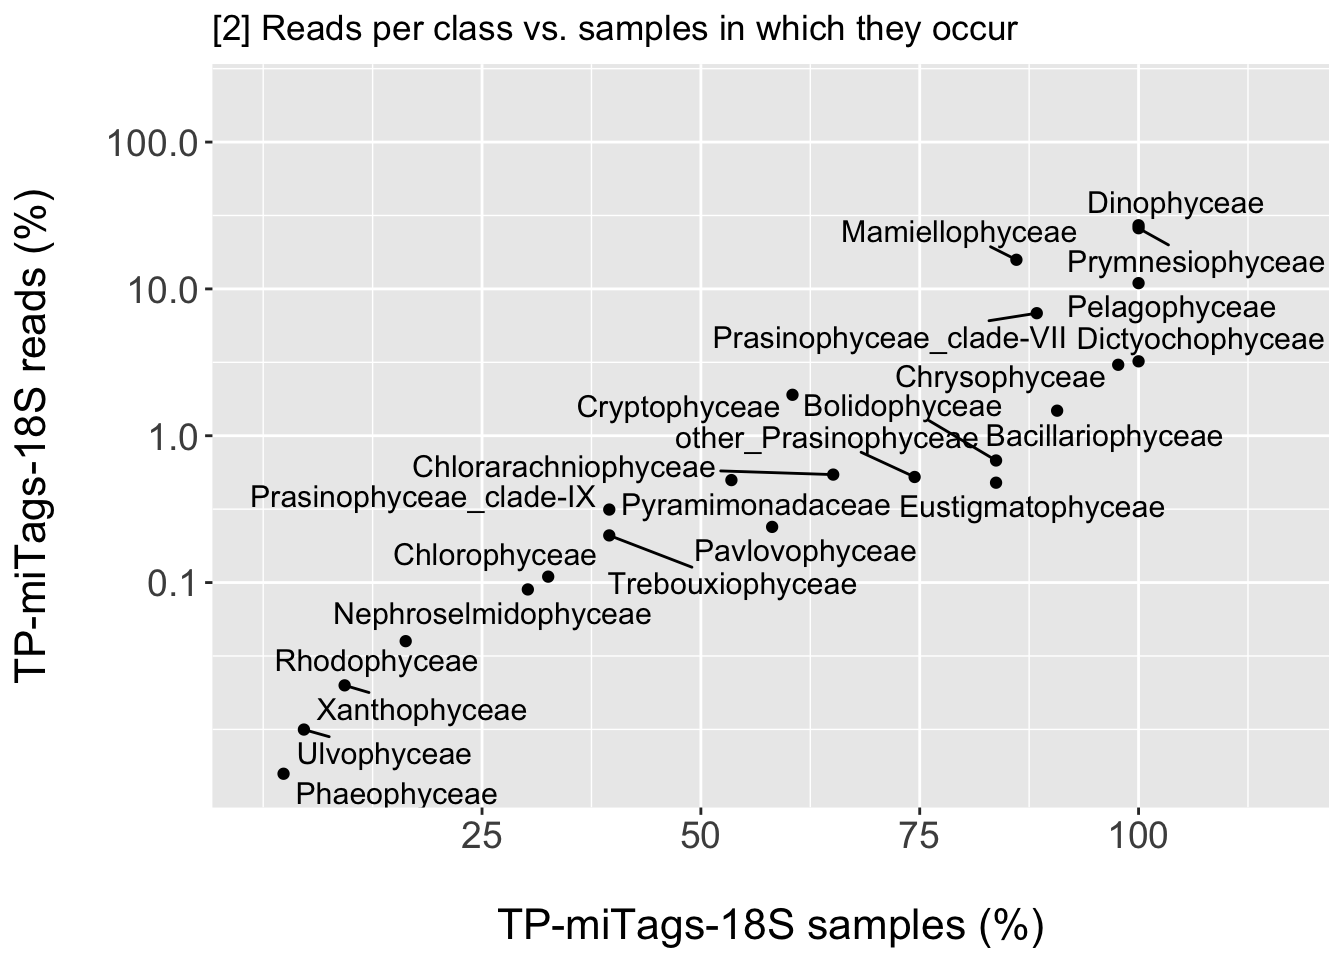 [2] Reads per class vs. samples in which they occur
TP-miTags-18S reads (%)
100.0
10.0
1.0
0.1
Dinophyceae
Mamiellophyceae
Prymnesiophyceae
Pelagophyceae
Prasinophyceae_clade-VII
Dictyochophyceae
Chrysophyceae
Cryptophyceae
Bolidophyceae
other_Prasinophyceae
Bacillariophyceae
Chlorarachniophyceae
Prasinophyceae_clade-IX
Pyramimonadaceae
Eustigmatophyceae
Chlorophyceae
Pavlovophyceae
Trebouxiophyceae
Nephroselmidophyceae
Rhodophyceae
Xanthophyceae
Ulvophyceae
Phaeophyceae
25
50
75
100
TP-miTags-18S samples (%)